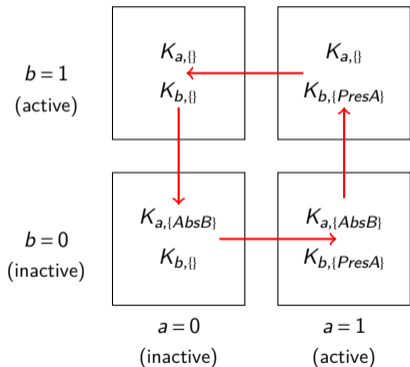 b = 1
(active)
K_{a,{}}
K_{b,{}}
K_{a,{}}
K_{b,{PresA}}
b = 0
(inactive)
K_{a,{AbsB}}
K_{b,{}}
K_{a,{AbsB}}
K_{b,{PresA}}
a = 0
(inactive)
a = 1
(active)